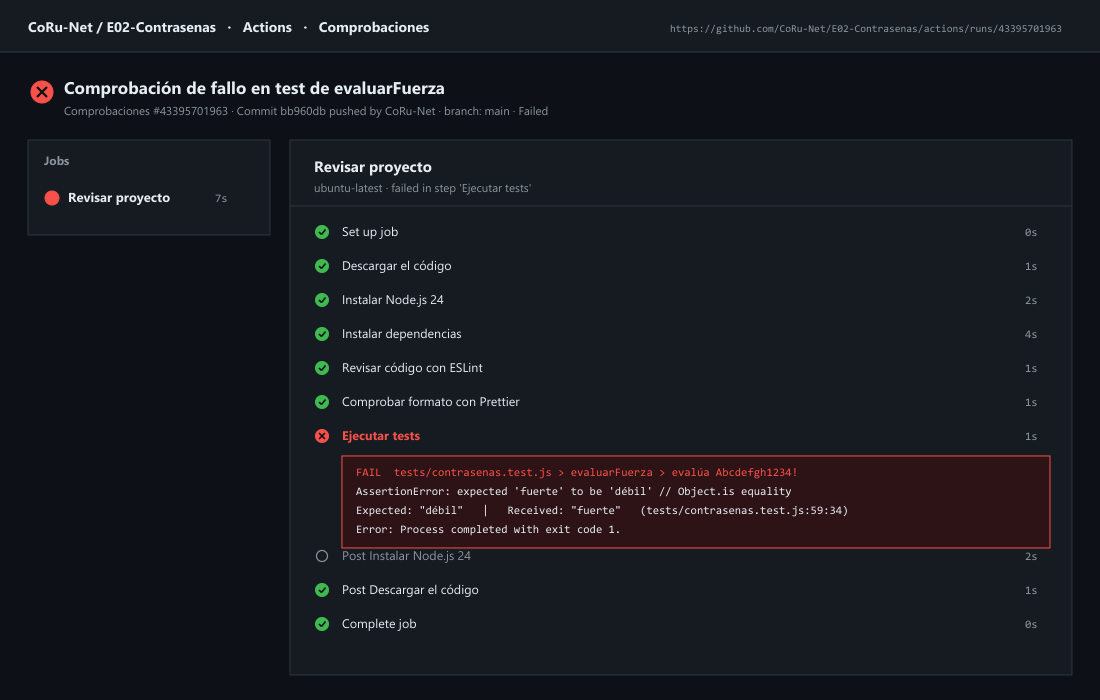 CoRu-Net / E02-Contrasenas · Actions · Comprobaciones
https://github.com/CoRu-Net/E02-Contrasenas/actions/runs/43395701963
Comprobación de fallo en test de evaluarFuerza
Comprobaciones #43395701963 · Commit bb960db pushed by CoRu-Net · branch: main · Failed
Jobs
Revisar proyecto 7s
Revisar proyecto
ubuntu-latest · failed in step 'Ejecutar tests'
Set up job 0s
Descargar el código 1s
Instalar Node.js 24 2s
Instalar dependencias 4s
Revisar código con ESLint 1s
Comprobar formato con Prettier 1s
Ejecutar tests 1s
FAIL tests/contrasenas.test.js > evaluarFuerza > evalúa Abcdefgh1234!
AssertionError: expected 'fuerte' to be 'débil' // Object.is equality
Expected: "débil" | Received: "fuerte" (tests/contrasenas.test.js:59:34)
Error: Process completed with exit code 1.
Post Instalar Node.js 24 2s
Post Descargar el código 1s
Complete job 0s